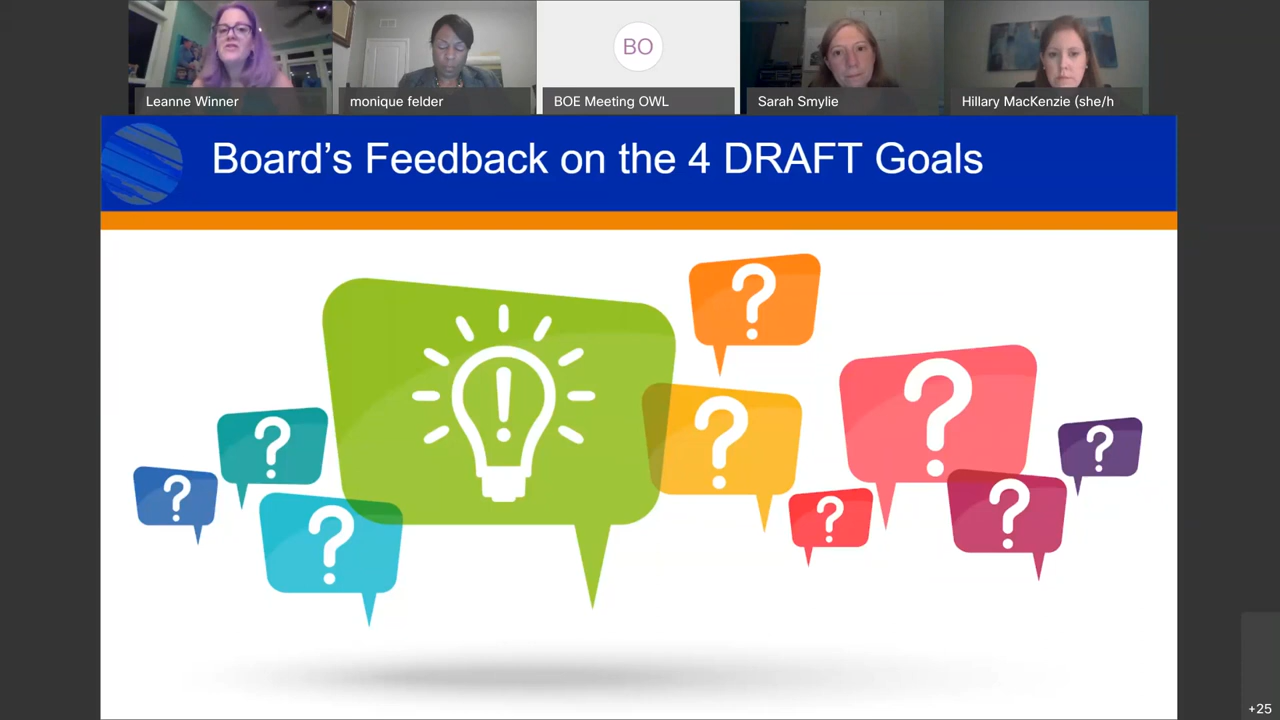 Leanne Winner
monique felder
BO
BOE Meeting OWL
Sarah Smylie
Hillary MacKenzie (she/h
Board's Feedback on the 4 DRAFT Goals
?
?
?
!
?
?
?
?
?
?
+25